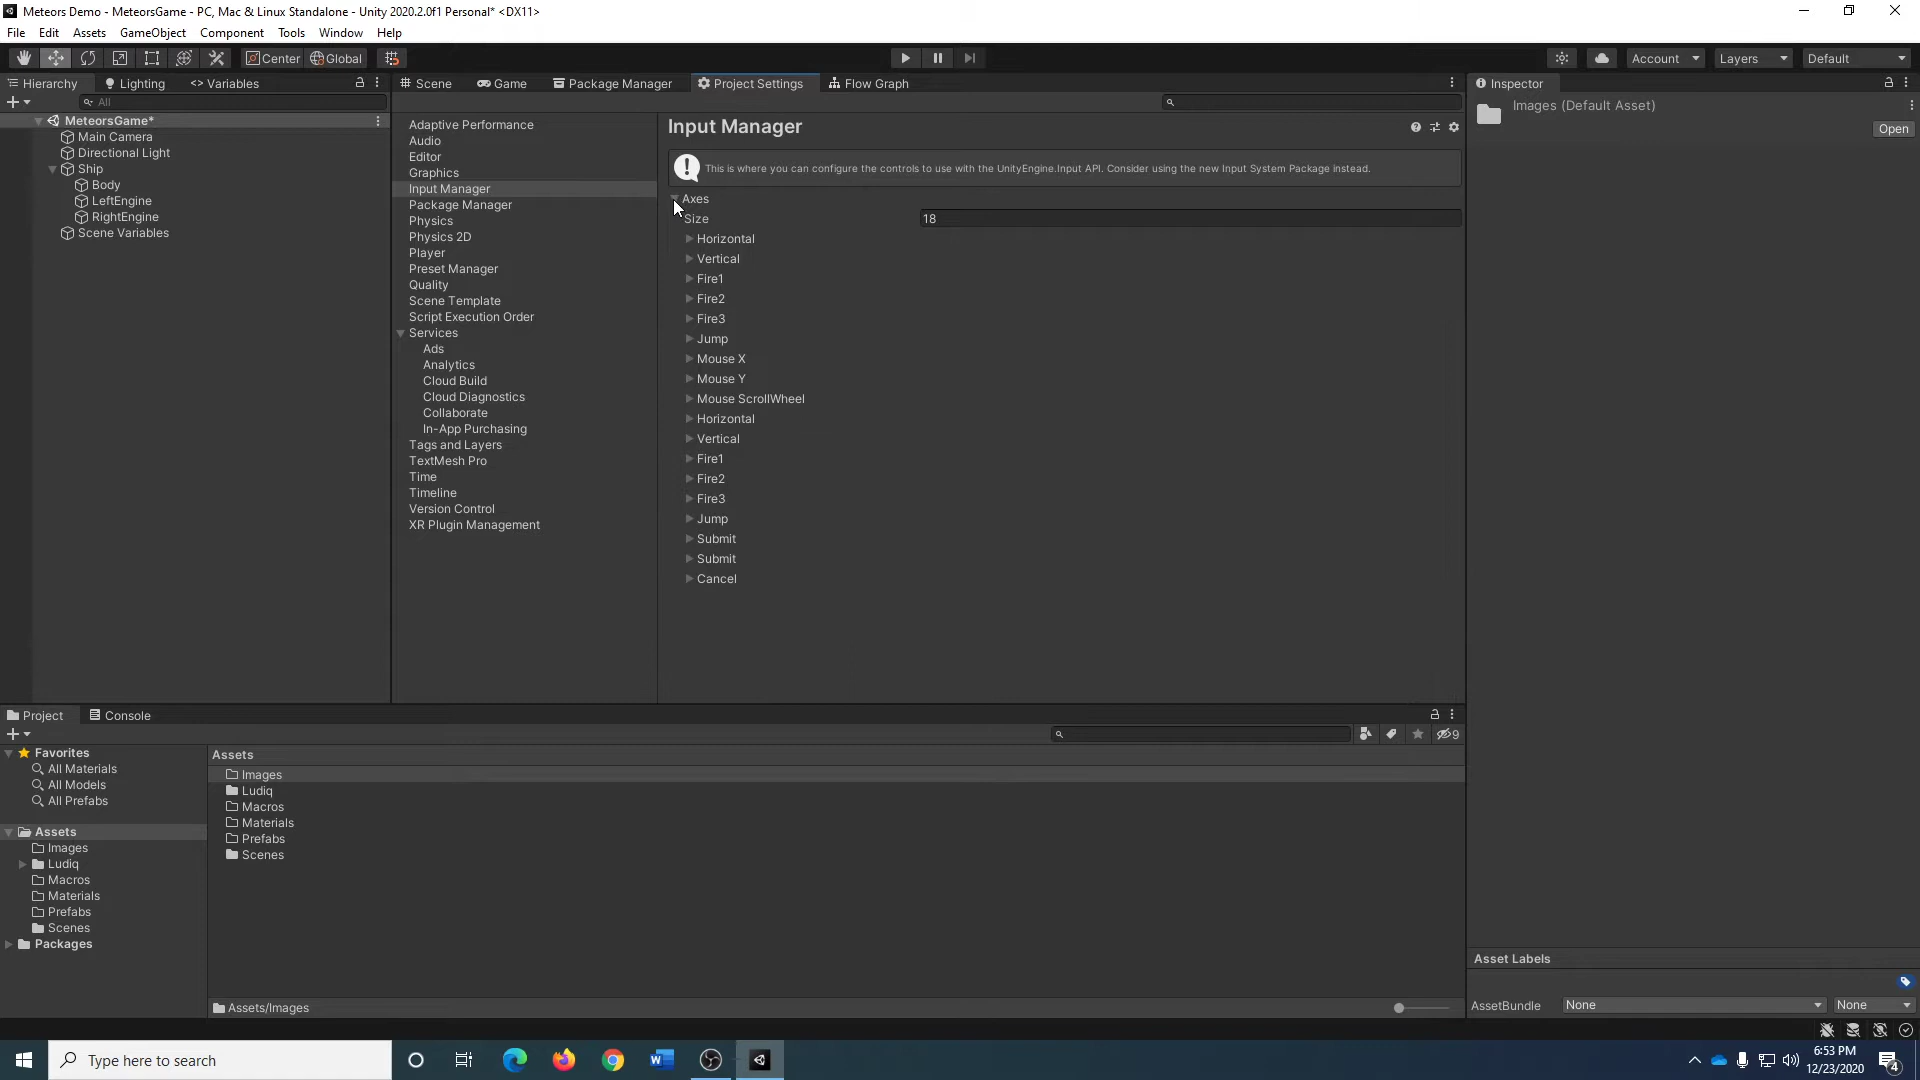 Meteors Demo - MeteorsGame - PC, Mac & Linux Standalone - Unity 2020.2.0f1 Personal* <DX11>
File Edit Assets GameObject Component Tools Window Help
Center Global Account Layers Default
Hierarchy Lighting <> Variables Scene Game Package Manager Project Settings Flow Graph Inspector
All
MeteorsGame*
Main Camera
Directional Light
Ship
Body
LeftEngine
RightEngine
Scene Variables
Adaptive Performance
Audio
Editor
Graphics
Input Manager
Package Manager
Physics
Physics 2D
Player
Preset Manager
Quality
Scene Template
Script Execution Order
Services
Ads
Analytics
Cloud Build
Cloud Diagnostics
Collaborate
In-App Purchasing
Tags and Layers
TextMesh Pro
Time
Timeline
Version Control
XR Plugin Management
Input Manager
This is where you can configure the controls to use with the UnityEngine.Input API. Consider using the new Input System Package instead.
Axes
Size 18
Horizontal
Vertical
Fire1
Fire2
Fire3
Jump
Mouse X
Mouse Y
Mouse ScrollWheel
Horizontal
Vertical
Fire1
Fire2
Fire3
Jump
Submit
Submit
Cancel
Images (Default Asset)
Open
Project Console
9
Favorites
All Materials
All Models
All Prefabs
Assets
Images
Ludiq
Macros
Materials
Prefabs
Scenes
Packages
Assets
Images
Ludiq
Macros
Materials
Prefabs
Scenes
Assets/Images
Asset Labels
AssetBundle None None
Type here to search
6:53 PM
12/23/2020
4